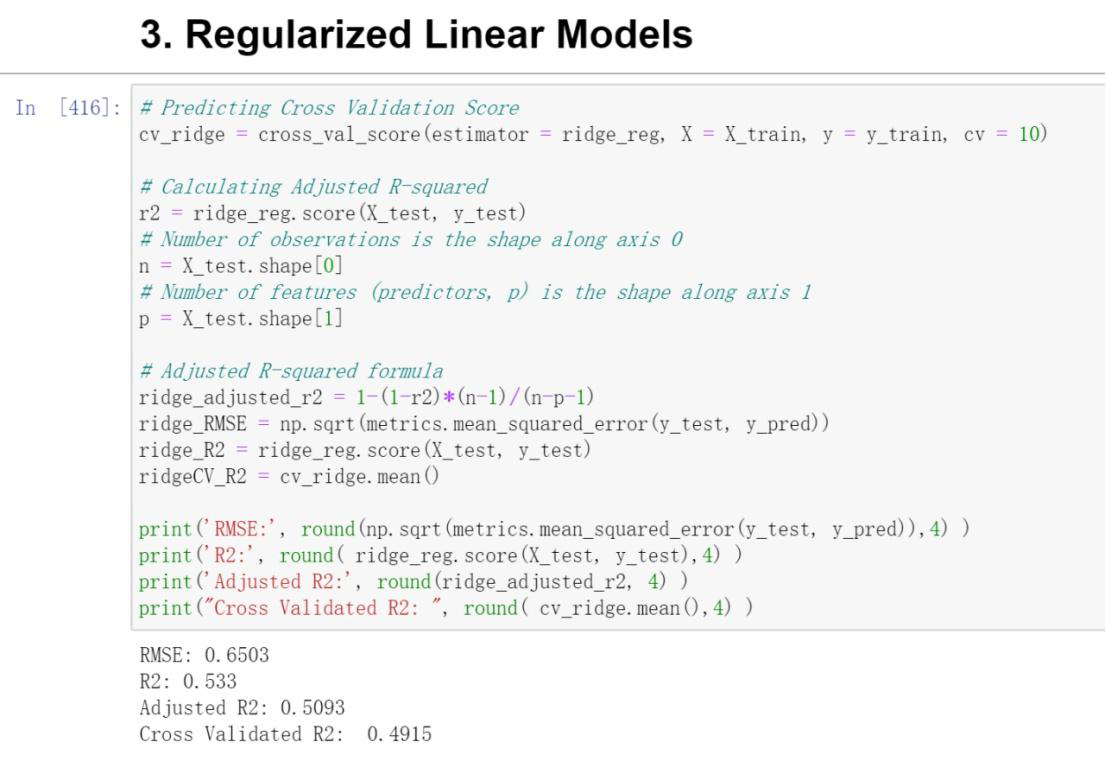 3. Regularized Linear Models
In [416]:
# Predicting Cross Validation Score
cv_ridge = cross_val_score(estimator = ridge_reg, X = X_train, y = y_train, cv = 10)
# Calculating Adjusted R-squared
r2 = ridge_reg.score(X_test, y_test)
# Number of observations is the shape along axis 0
n = X_test.shape[0]
# Number of features (predictors, p) is the shape along axis 1
p = X_test.shape[1]
# Adjusted R-squared formula
ridge_adjusted_r2 = 1-(1-r2)*(n-1)/(n-p-1)
ridge_RMSE = np.sqrt(metrics.mean_squared_error(y_test, y_pred))
ridge_R2 = ridge_reg.score(X_test, y_test)
ridgeCV_R2 = cv_ridge.mean()
print('RMSE:', round(np.sqrt(metrics.mean_squared_error(y_test, y_pred)),4) )
print('R2:', round( ridge_reg.score(X_test, y_test),4) )
print('Adjusted R2:', round(ridge_adjusted_r2, 4) )
print("Cross Validated R2: ", round( cv_ridge.mean(),4) )
RMSE: 0.6503
R2: 0.533
Adjusted R2: 0.5093
Cross Validated R2:  0.4915